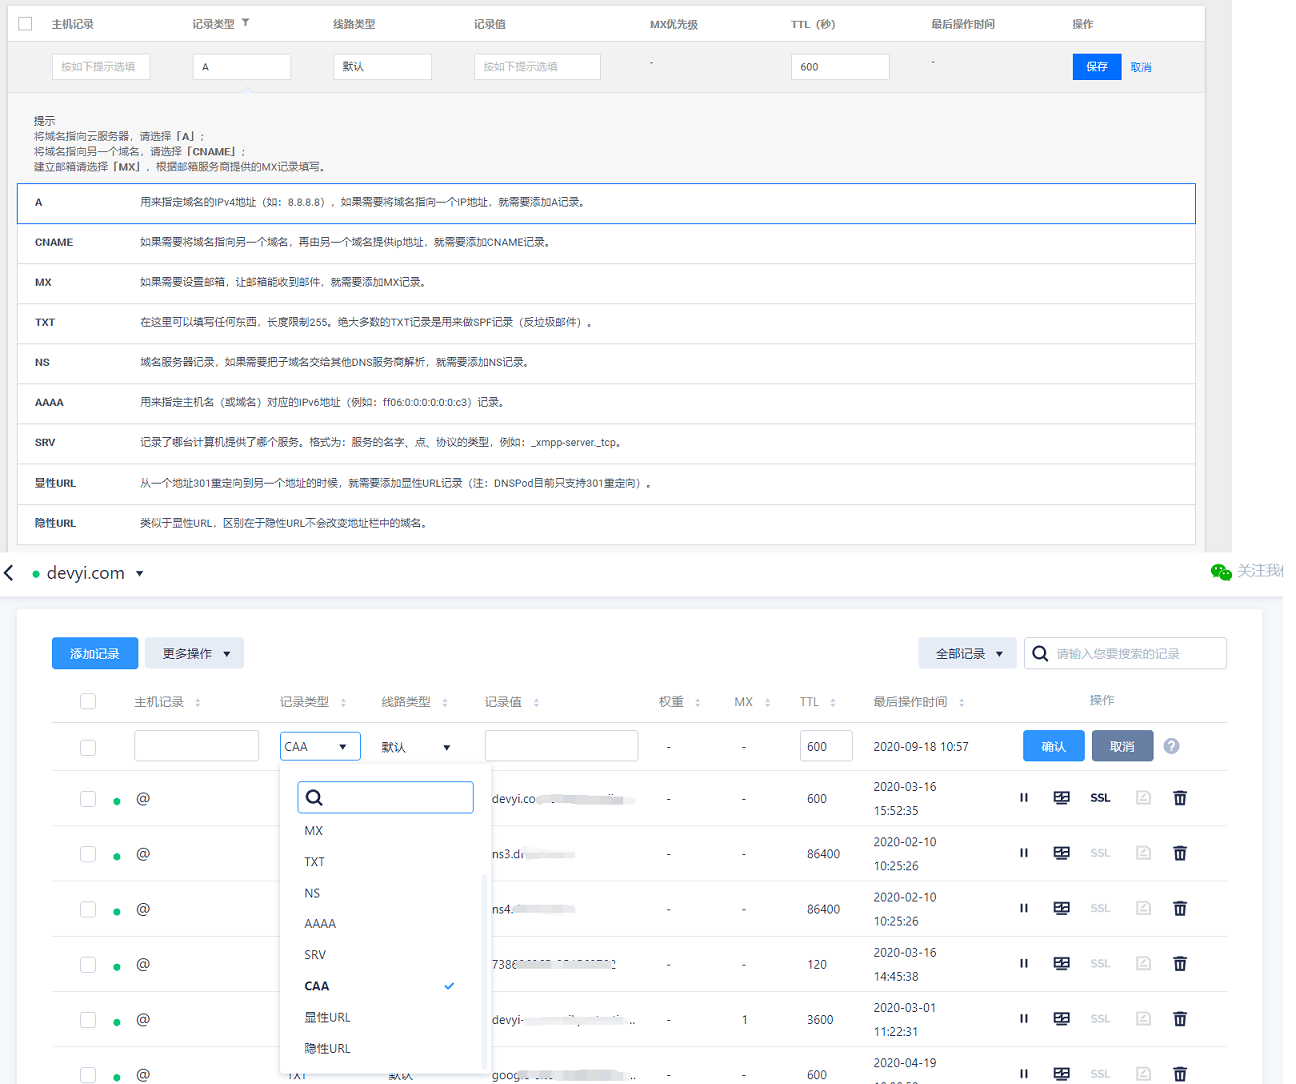 主机记录 记录类型 线路类型 记录值 MX优先级 TTL（秒） 最后操作时间 操作
按如下提示选填 A 默认 按如下提示选填 - 600 - 保存 取消
提示
将域名指向云服务器，请选择「A」；
将域名指向另一个域名，请选择「CNAME」；
建立邮箱请选择「MX」，根据邮箱服务商提供的MX记录填写。
A 用来指定域名的IPv4地址（如：8.8.8.8），如果需要将域名指向一个IP地址，就需要添加A记录。
CNAME 如果需要将域名指向另一个域名，再由另一个域名提供ip地址，就需要添加CNAME记录。
MX 如果需要设置邮箱，让邮箱能收到邮件，就需要添加MX记录。
TXT 在这里可以填写任何东西，长度限制255。绝大多数的TXT记录是用来做SPF记录（反垃圾邮件）。
NS 域名服务器记录，如果需要把子域名交给其他DNS服务商解析，就需要添加NS记录。
AAAA 用来指定主机名（或域名）对应的IPv6地址（例如：ff06:0:0:0:0:0:0:c3）记录。
SRV 记录了哪台计算机提供了哪个服务。格式为：服务的名字、点、协议的类型，例如：_xmpp-server._tcp。
显性URL 从一个地址301重定向到另一个地址的时候，就需要添加显性URL记录（注：DNSPod目前只支持301重定向）。
隐性URL 类似于显性URL，区别在于隐性URL不会改变地址栏中的域名。
devyi.com 关注我
添加记录 更多操作 全部记录 请输入您要搜索的记录
主机记录 记录类型 线路类型 记录值 权重 MX TTL 最后操作时间 操作
CAA 默认 - - 600 2020-09-18 10:57 确认 取消 ?
@ devyi.co - - 600 2020-03-16 15:52:35 SSL
MX
TXT
@ ns3.d - - 86400 2020-02-10 10:25:26 SSL
NS
@ ns4. - - 86400 2020-02-10 10:25:26 SSL
AAAA
SRV
@ 738 - - 120 2020-03-16 14:45:38 SSL
CAA
显性URL
@ devyi- .. - 1 3600 2020-03-01 11:22:31 SSL
隐性URL
@ TXT 默认 googl .. - - 600 2020-04-19 SSL